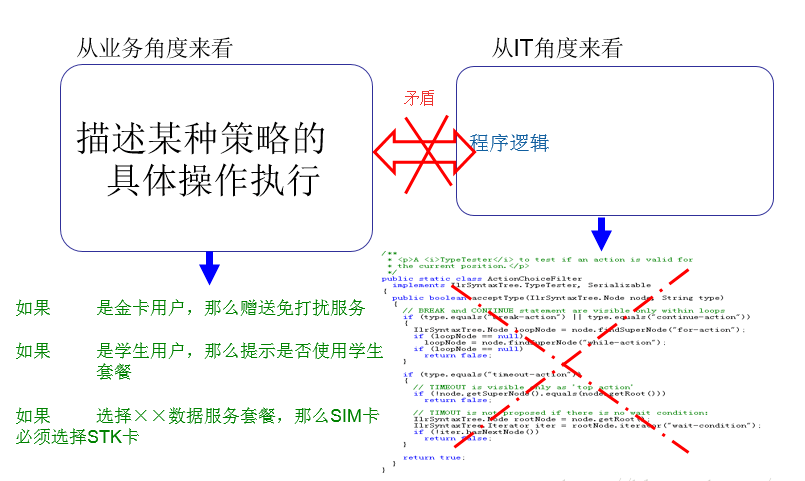 从业务角度来看
从IT角度来看
矛盾
描述某种策略的
具体操作执行
程序逻辑
如果 是金卡用户，那么赠送免打扰服务
如果 是学生用户，那么提示是否使用学生
套餐
如果 选择××数据服务套餐，那么SIM卡
必须选择STK卡
/**
* <p>A <i>TypeTester</i> to test if an action is valid for
* the current position.</p>
*/
public static class ActionChoiceFilter
implements IlrSyntaxTree.TypeTester, Serializable
{
public boolean acceptType(IlrSyntaxTree.Node node, String type)
{
// BREAK and CONTINUE statement are visible only within loops
if (type.equals("break-action") || type.equals("continue-action"))
{
IlrSyntaxTree.Node loopNode = node.findSuperNode("for-action");
if (loopNode == null)
loopNode = node.findSuperNode("while-action");
if (loopNode == null)
return false;
}
if (type.equals("timeout-action"))
{
// TIMEOUT is visible only as 'top action'
if (!node.getSuperNode().equals(node.getRoot()))
return false;
// TIMOUT is not proposed if there is no wait condition:
IlrSyntaxTree.Node rootNode = node.getRoot();
IlrSyntaxTree.Iterator iter = rootNode.iterator("wait-condition");
if (!iter.hasNextNode())
return false;
}
return true;
}
}